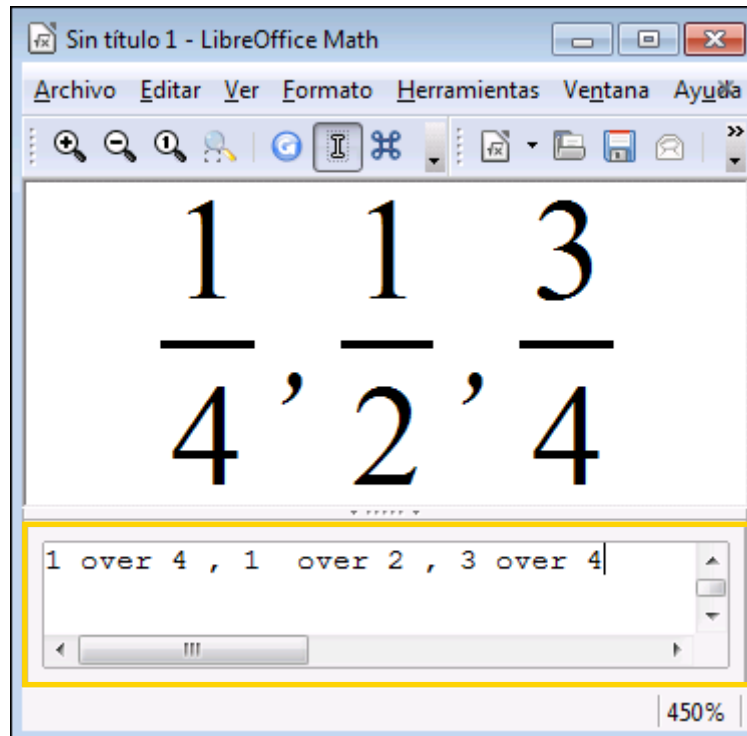 Sin título 1 - LibreOffice Math
Archivo Editar Ver Formato Herramientas Ventana Ayuda
1 1 3
4 , 2 , 4
1 over 4 , 1  over 2 , 3 over 4
450%